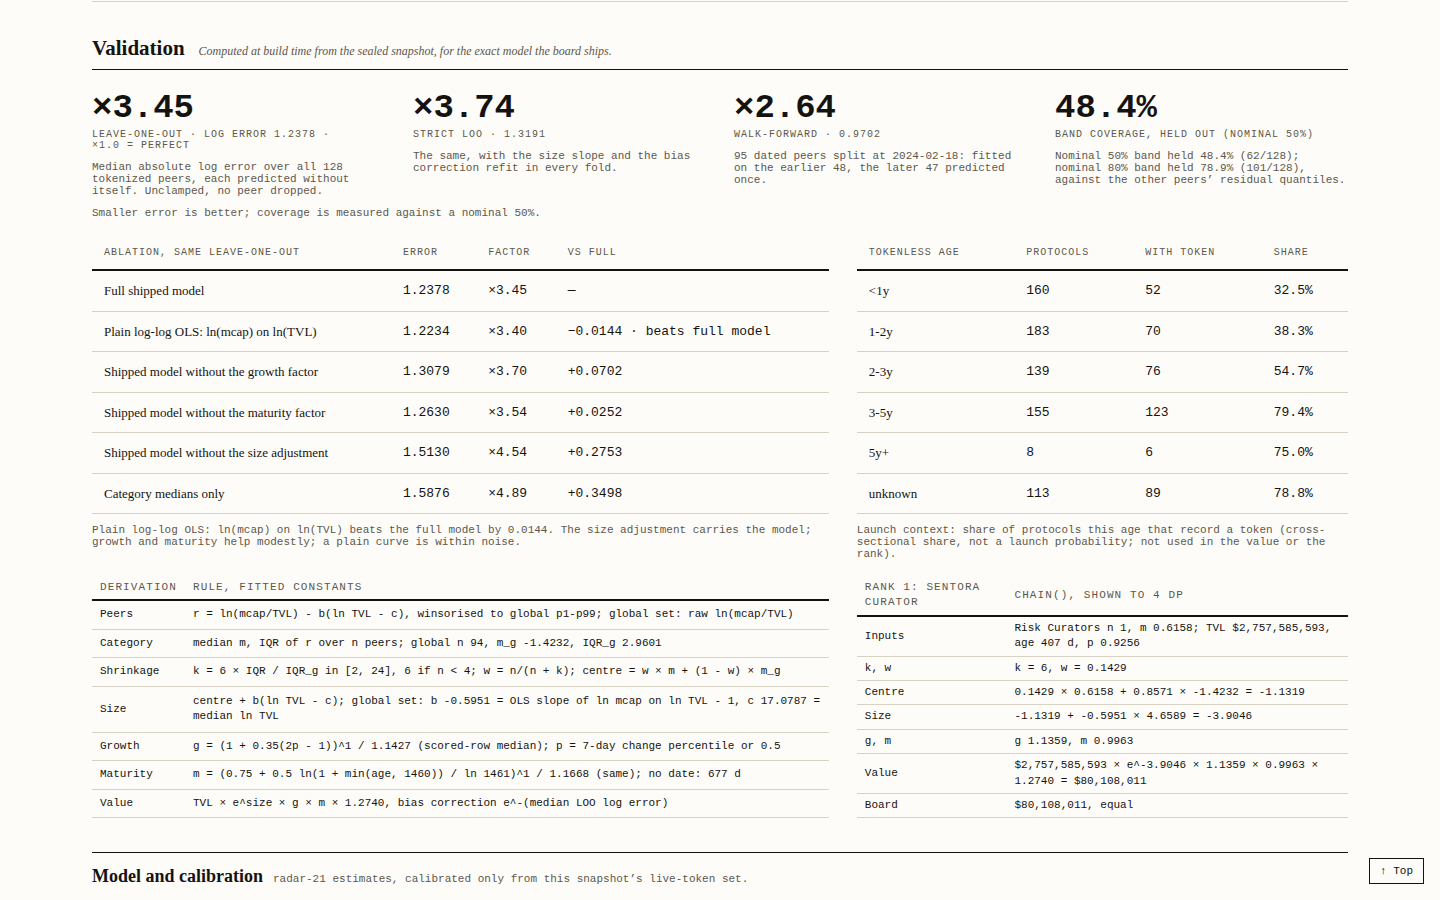 Validation Computed at build time from the sealed snapshot, for the exact model the board ships.
×3.45
LEAVE-ONE-OUT · LOG ERROR 1.2378 ·
×1.0 = PERFECT
Median absolute log error over all 128
tokenized peers, each predicted without
itself. Unclamped, no peer dropped.
×3.74
STRICT LOO · 1.3191
The same, with the size slope and the bias
correction refit in every fold.
×2.64
WALK-FORWARD · 0.9702
95 dated peers split at 2024-02-18: fitted
on the earlier 48, the later 47 predicted
once.
48.4%
BAND COVERAGE, HELD OUT (NOMINAL 50%)
Nominal 50% band held 48.4% (62/128);
nominal 80% band held 78.9% (101/128),
against the other peers’ residual quantiles.
Smaller error is better; coverage is measured against a nominal 50%.
ABLATION, SAME LEAVE-ONE-OUT ERROR FACTOR VS FULL
Full shipped model 1.2378 ×3.45 —
Plain log-log OLS: ln(mcap) on ln(TVL) 1.2234 ×3.40 −0.0144 · beats full model
Shipped model without the growth factor 1.3079 ×3.70 +0.0702
Shipped model without the maturity factor 1.2630 ×3.54 +0.0252
Shipped model without the size adjustment 1.5130 ×4.54 +0.2753
Category medians only 1.5876 ×4.89 +0.3498
Plain log-log OLS: ln(mcap) on ln(TVL) beats the full model by 0.0144. The size adjustment carries the model;
growth and maturity help modestly; a plain curve is within noise.
TOKENLESS AGE PROTOCOLS WITH TOKEN SHARE
<1y 160 52 32.5%
1-2y 183 70 38.3%
2-3y 139 76 54.7%
3-5y 155 123 79.4%
5y+ 8 6 75.0%
unknown 113 89 78.8%
Launch context: share of protocols this age that record a token (cross-
sectional share, not a launch probability; not used in the value or the
rank).
DERIVATION RULE, FITTED CONSTANTS
Peers r = ln(mcap/TVL) - b(ln TVL - c), winsorised to global p1-p99; global set: raw ln(mcap/TVL)
Category median m, IQR of r over n peers; global n 94, m_g -1.4232, IQR_g 2.9601
Shrinkage k = 6 × IQR / IQR_g in [2, 24], 6 if n < 4; w = n/(n + k); centre = w × m + (1 - w) × m_g
Size centre + b(ln TVL - c); global set: b -0.5951 = OLS slope of ln mcap on ln TVL - 1, c 17.0787 =
median ln TVL
Growth g = (1 + 0.35(2p - 1))^1 / 1.1427 (scored-row median); p = 7-day change percentile or 0.5
Maturity m = (0.75 + 0.5 ln(1 + min(age, 1460)) / ln 1461)^1 / 1.1668 (same); no date: 677 d
Value TVL × e^size × g × m × 1.2740, bias correction e^-(median LOO log error)
RANK 1: SENTORA
CURATOR CHAIN(), SHOWN TO 4 DP
Inputs Risk Curators n 1, m 0.6158; TVL $2,757,585,593,
age 407 d, p 0.9256
k, w k = 6, w = 0.1429
Centre 0.1429 × 0.6158 + 0.8571 × -1.4232 = -1.1319
Size -1.1319 + -0.5951 × 4.6589 = -3.9046
g, m g 1.1359, m 0.9963
Value $2,757,585,593 × e^-3.9046 × 1.1359 × 0.9963 ×
1.2740 = $80,108,011
Board $80,108,011, equal
Model and calibration radar-21 estimates, calibrated only from this snapshot’s live-token set.
↑ Top